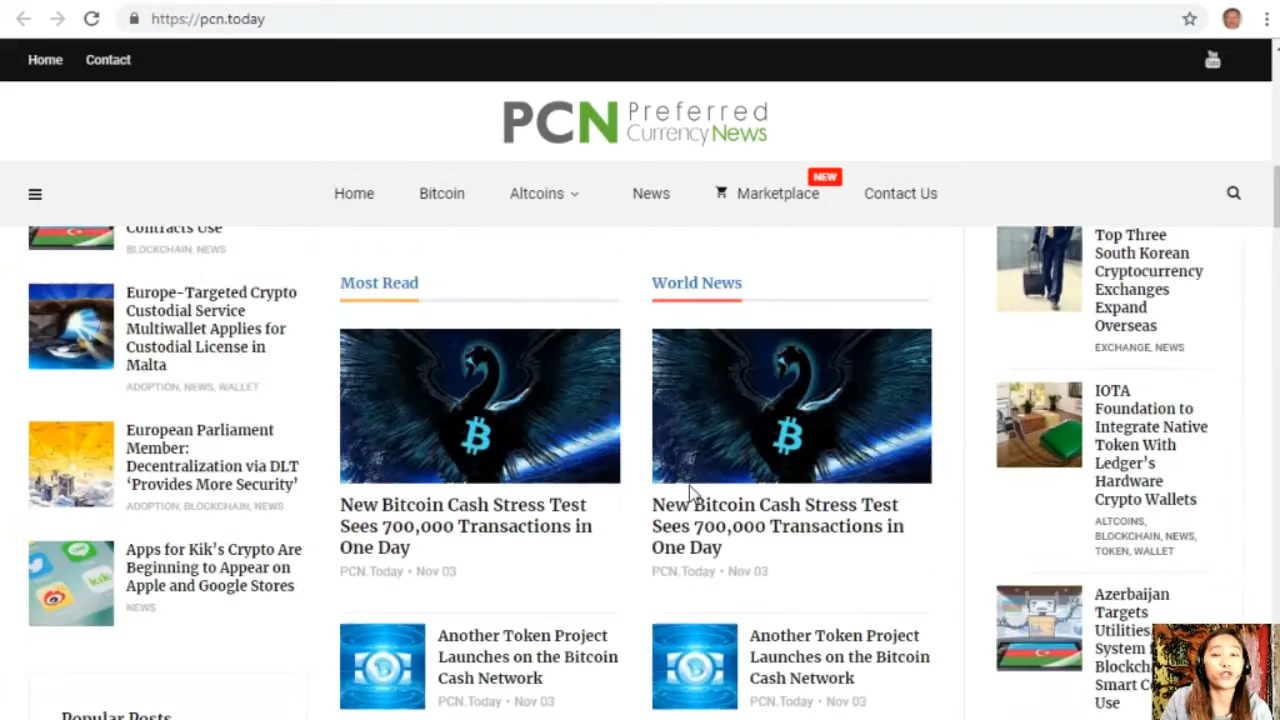 https://pcn.today
Home
Contact
You
Tube
PCN Preferred
Currency News
Home
Bitcoin
Altcoins
News
Marketplace
NEW
Contact Us
Contracts Use
BLOCKCHAIN, NEWS
Europe-Targeted Crypto
Custodial Service
Multiwallet Applies for
Custodial License in
Malta
ADOPTION, NEWS, WALLET
European Parliament
Member:
Decentralization via DLT
‘Provides More Security’
ADOPTION, BLOCKCHAIN, NEWS
Apps for Kik’s Crypto Are
Beginning to Appear on
Apple and Google Stores
NEWS
Popular Posts
Most Read
New Bitcoin Cash Stress Test
Sees 700,000 Transactions in
One Day
PCN.Today • Nov 03
Another Token Project
Launches on the Bitcoin
Cash Network
PCN.Today • Nov 03
World News
New Bitcoin Cash Stress Test
Sees 700,000 Transactions in
One Day
PCN.Today • Nov 03
Another Token Project
Launches on the Bitcoin
Cash Network
PCN.Today • Nov 03
Top Three
South Korean
Cryptocurrency
Exchanges
Expand
Overseas
EXCHANGE, NEWS
IOTA
Foundation to
Integrate Native
Token With
Ledger’s
Hardware
Crypto Wallets
ALTCOINS,
BLOCKCHAIN, NEWS,
TOKEN, WALLET
Azerbaijan
Targets
Utilities,
System
Blockch
Smart C
Use